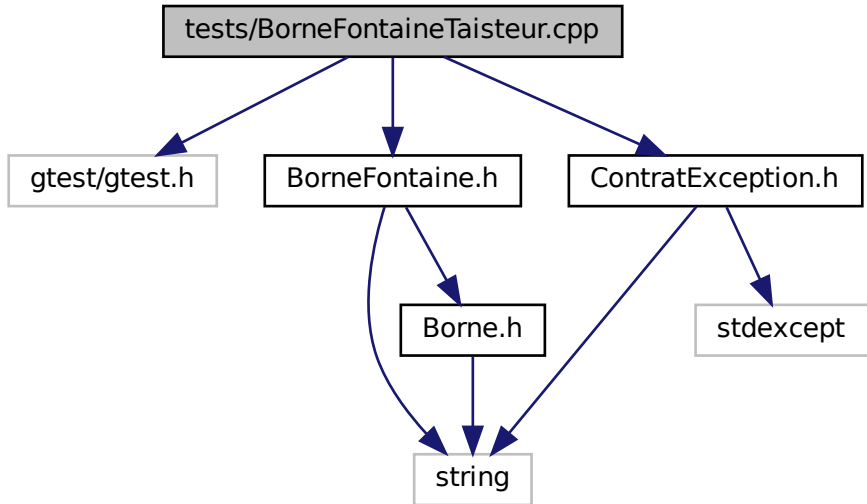 tests/BorneFontaineTaisteur.cpp
gtest/gtest.h
BorneFontaine.h
ContratException.h
Borne.h
stdexcept
string